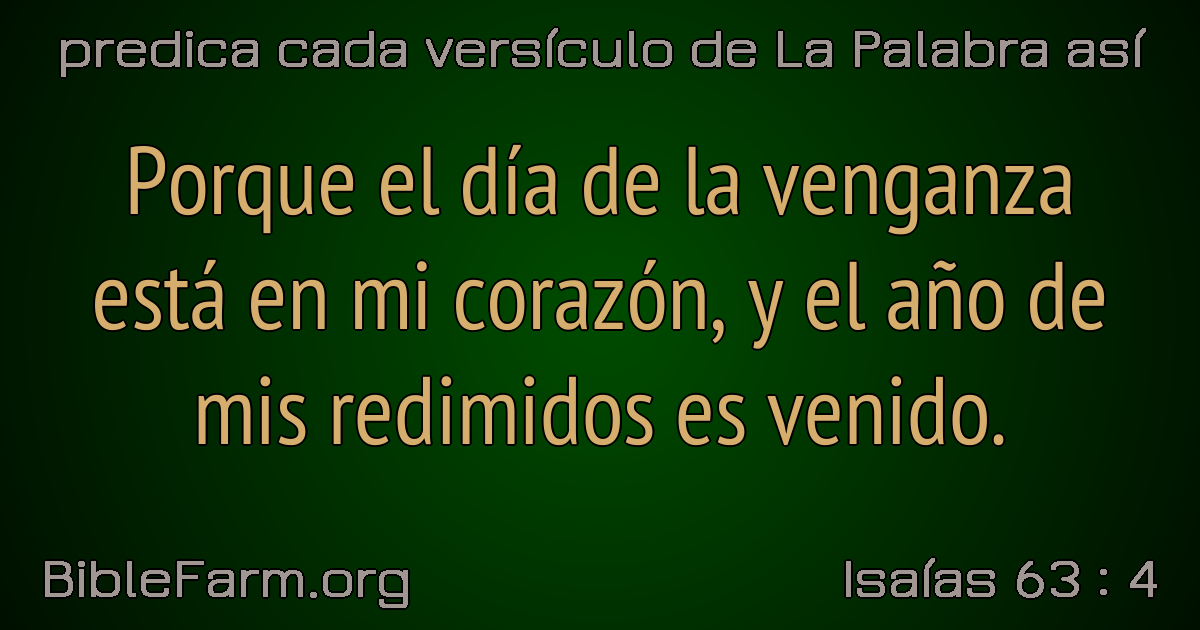 predica cada versículo de La Palabra así
Porque el día de la venganza
está en mi corazón, y el año de
mis redimidos es venido.
BibleFarm.org
Isaías 63 : 4